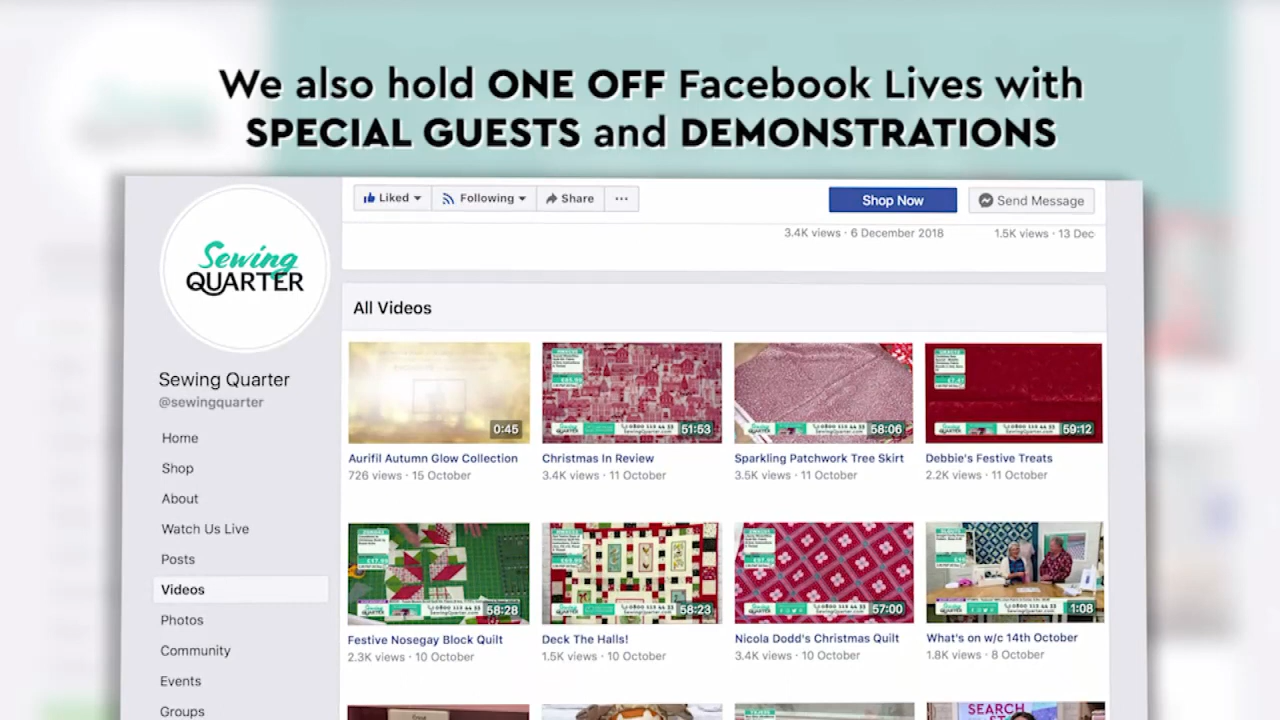 We also hold ONE OFF Facebook Lives with
SPECIAL GUESTS and DEMONSTRATIONS
Sewing
QUARTER
Liked
Following
Share
Shop Now
Send Message
3.4K views · 6 December 2018
1.5K views · 13 Dec
All Videos
Sewing Quarter
@sewingquarter
Home
Shop
About
Watch Us Live
Posts
Videos
Photos
Community
Events
Groups
0:45
51:53
58:06
59:12
Aurifil Autumn Glow Collection
726 views · 15 October
Christmas In Review
3.4K views · 11 October
Sparkling Patchwork Tree Skirt
3.5K views · 11 October
Debbie's Festive Treats
2.2K views · 11 October
58:28
58:23
57:00
1:08
Festive Nosegay Block Quilt
2.3K views · 10 October
Deck The Halls!
1.5K views · 10 October
Nicola Dodd's Christmas Quilt
3.4K views · 10 October
What's on w/c 14th October
1.8K views · 8 October
SEARCH